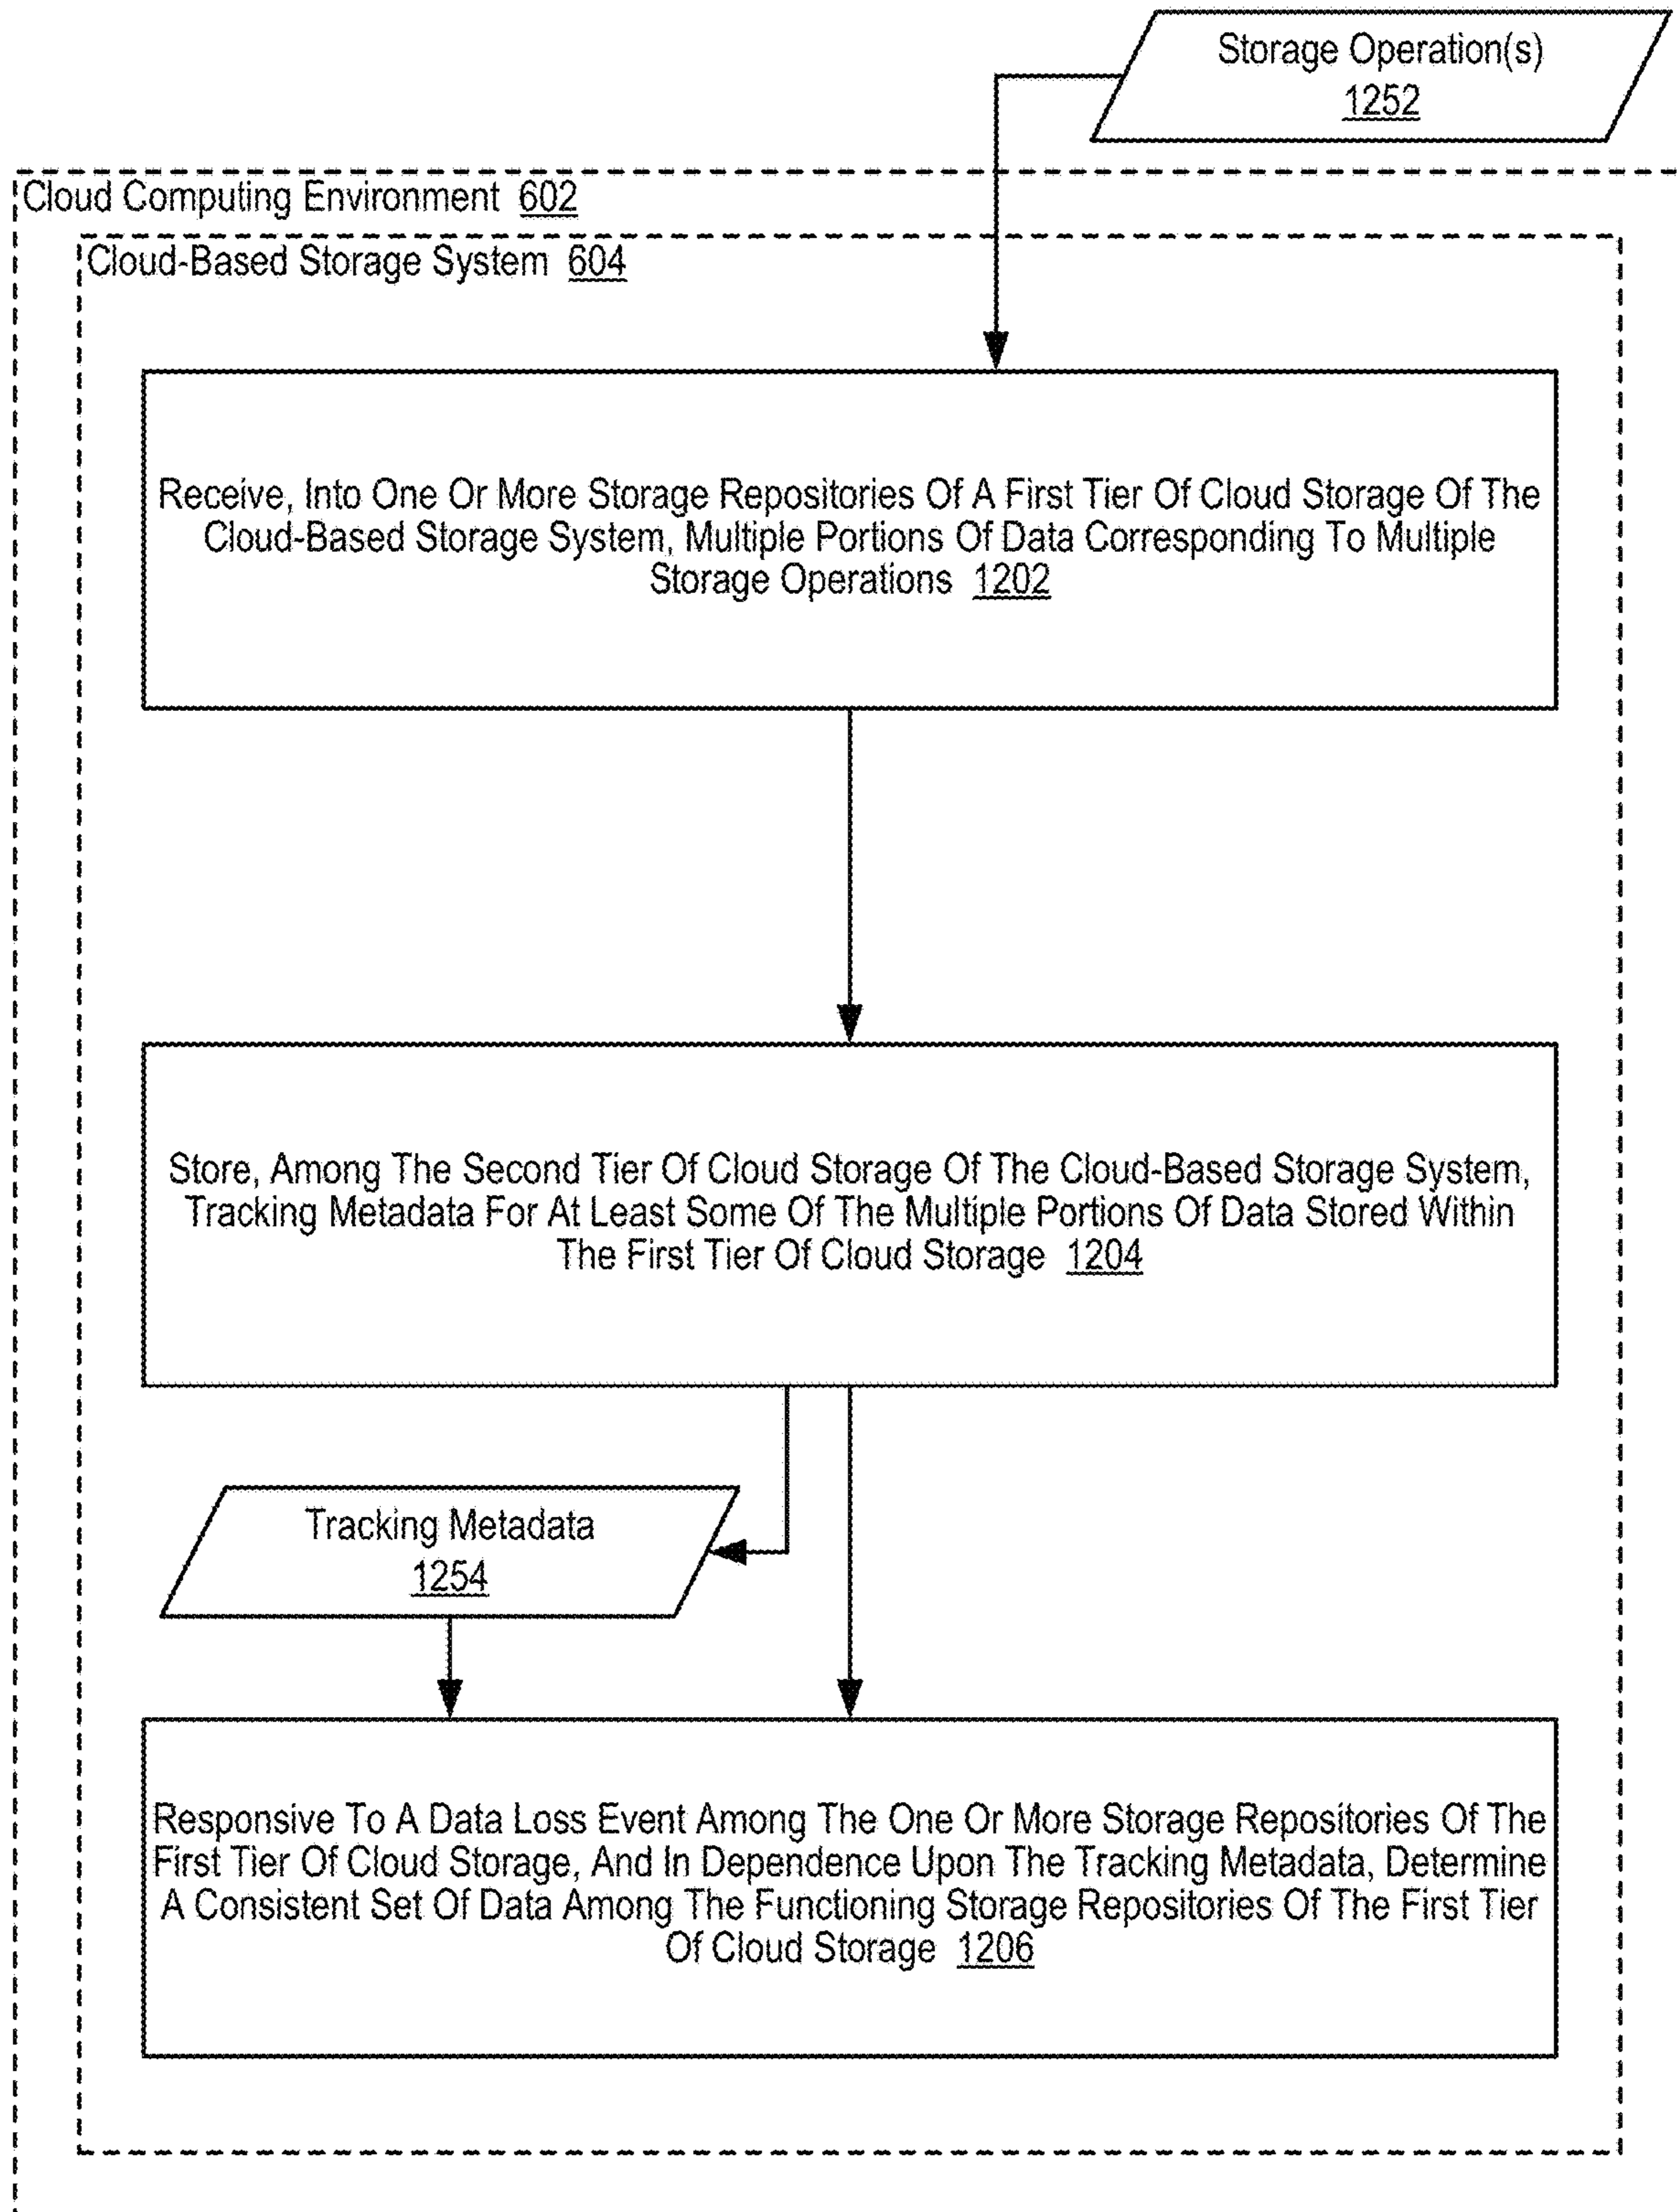 Storage Operation(s)
1252
Cloud Computing Environment 602
Cloud-Based Storage System 604
Receive, Into One Or More Storage Repositories Of A First Tier Of Cloud Storage Of The
Cloud-Based Storage System, Multiple Portions Of Data Corresponding To Multiple
Storage Operations 1202
Store, Among The Second Tier Of Cloud Storage Of The Cloud-Based Storage System,
Tracking Metadata For At Least Some Of The Multiple Portions Of Data Stored Within
The First Tier Of Cloud Storage 1204
Tracking Metadata
1254
Responsive To A Data Loss Event Among The One Or More Storage Repositories Of The
First Tier Of Cloud Storage, And In Dependence Upon The Tracking Metadata, Determine
A Consistent Set Of Data Among The Functioning Storage Repositories Of The First Tier
Of Cloud Storage 1206